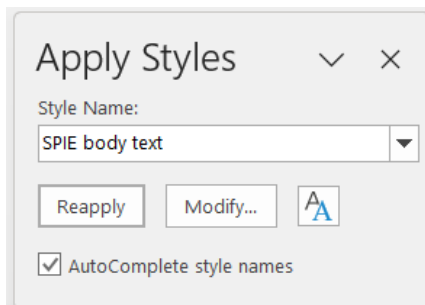 Apply Styles
Style Name:
SPIE body text
Reapply Modify...
AutoComplete style names